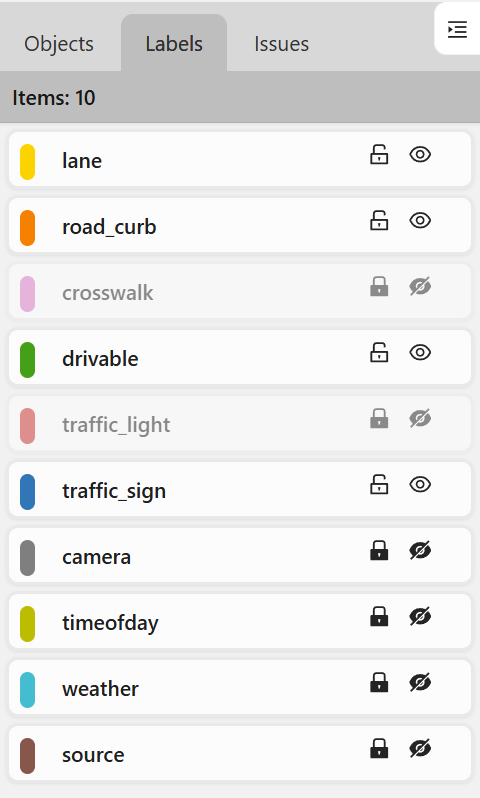 Objects Labels Issues
Items: 10
lane
road_curb
crosswalk
drivable
traffic_light
traffic_sign
camera
timeofday
weather
source